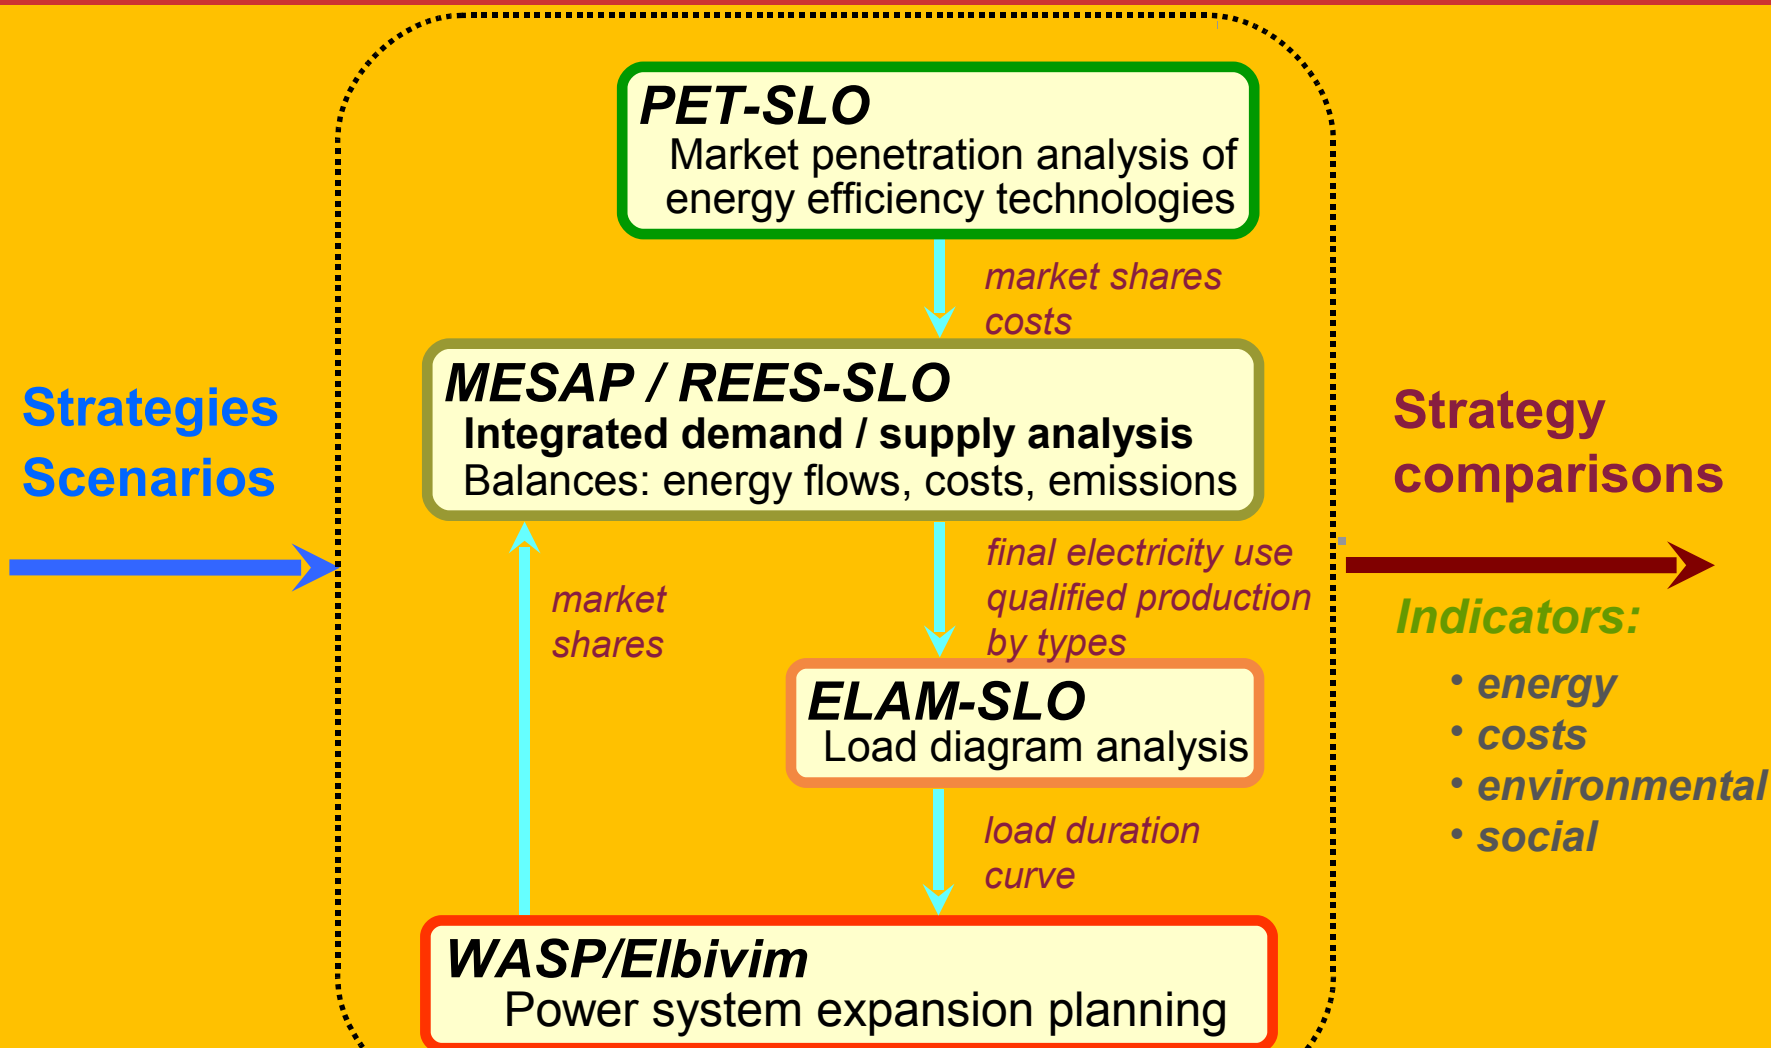 PET-SLO
Market penetration analysis of
energy efficiency technologies
market shares
costs
Strategies
Scenarios
MESAP / REES-SLO
Integrated demand / supply analysis
Balances: energy flows, costs, emissions
Strategy
comparisons
market
shares
final electricity use
qualified production
by types
Indicators:
• energy
• costs
• environmental
• social
ELAM-SLO
Load diagram analysis
load duration
curve
WASP/Elbivim
Power system expansion planning